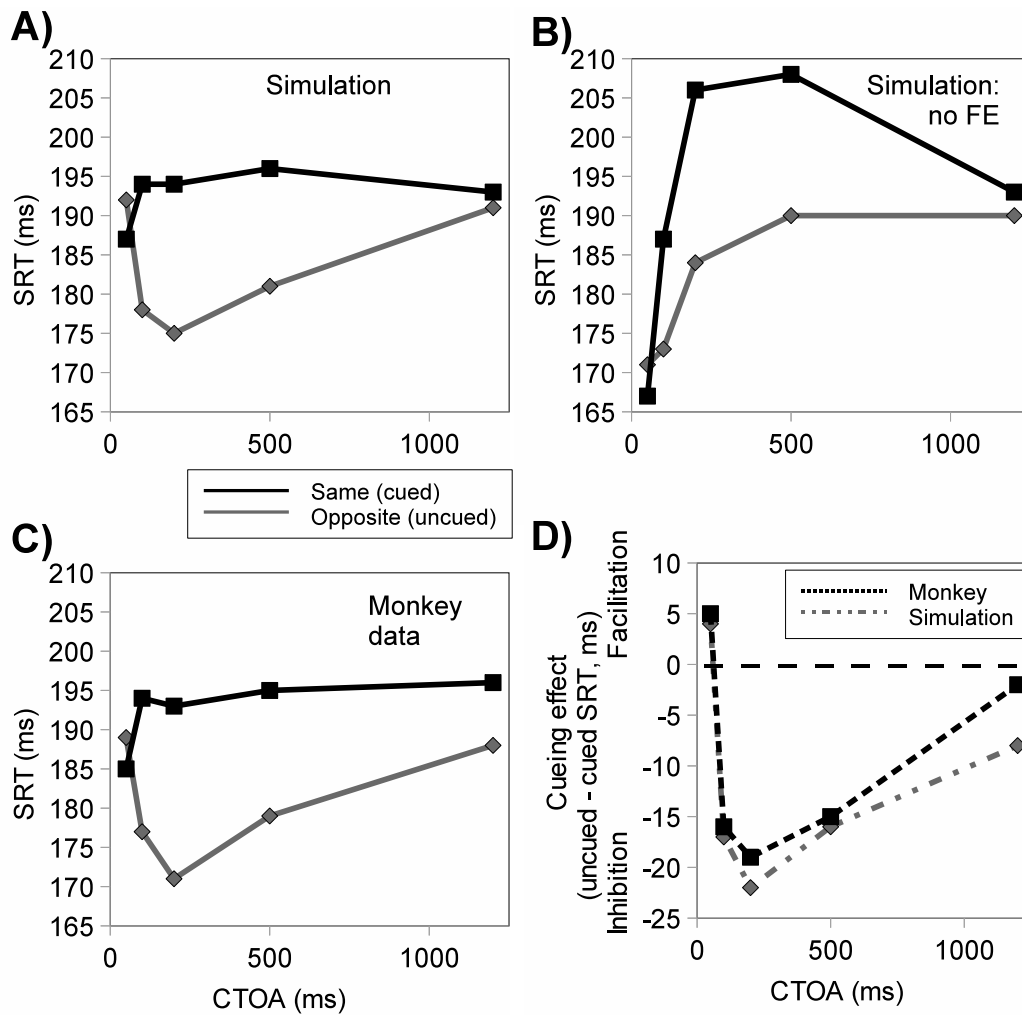 A)
Simulation
SRT (ms)
210
205
200
195
190
185
180
175
170
165
0
500
1000
B)
Simulation:
no FE
SRT (ms)
210
205
200
195
190
185
180
175
170
165
0
500
1000
Same (cued)
Opposite (uncued)
C)
Monkey
data
SRT (ms)
210
205
200
195
190
185
180
175
170
165
0
500
1000
CTOA (ms)
D)
Monkey
Simulation
Cueing effect
(uncued - cued SRT, ms)
Inhibition
Facilitation
10
5
0
-5
-10
-15
-20
-25
0
500
1000
CTOA (ms)